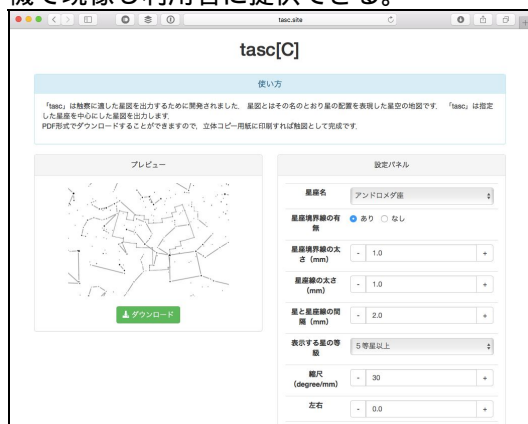 機で現像し利用者に提供できる。
tasc.site
tasc[C]
使い方
「tasc」は触察に適した星図を出力するために開発されました. 星図とはその名のとおり星の配置を表現した星空の地図です. 「tasc」は指定
した星座を中心にした星図を出力します.
PDF形式でダウンロードすることができますので, 立体コピー用紙に印刷すれば触図として完成です.
プレビュー
ダウンロード
設定パネル
星座名
アンドロメダ座
星座境界線の有
無
あり なし
星座境界線の太
さ (mm)
- 1.0 +
星座線の太さ
(mm)
- 1.0 +
星と星座線の間
隔 (mm)
- 2.0 +
表示する星の等
級
5等星以上
縮尺
(degree/mm)
- 30 +
左右
- 0.0 +